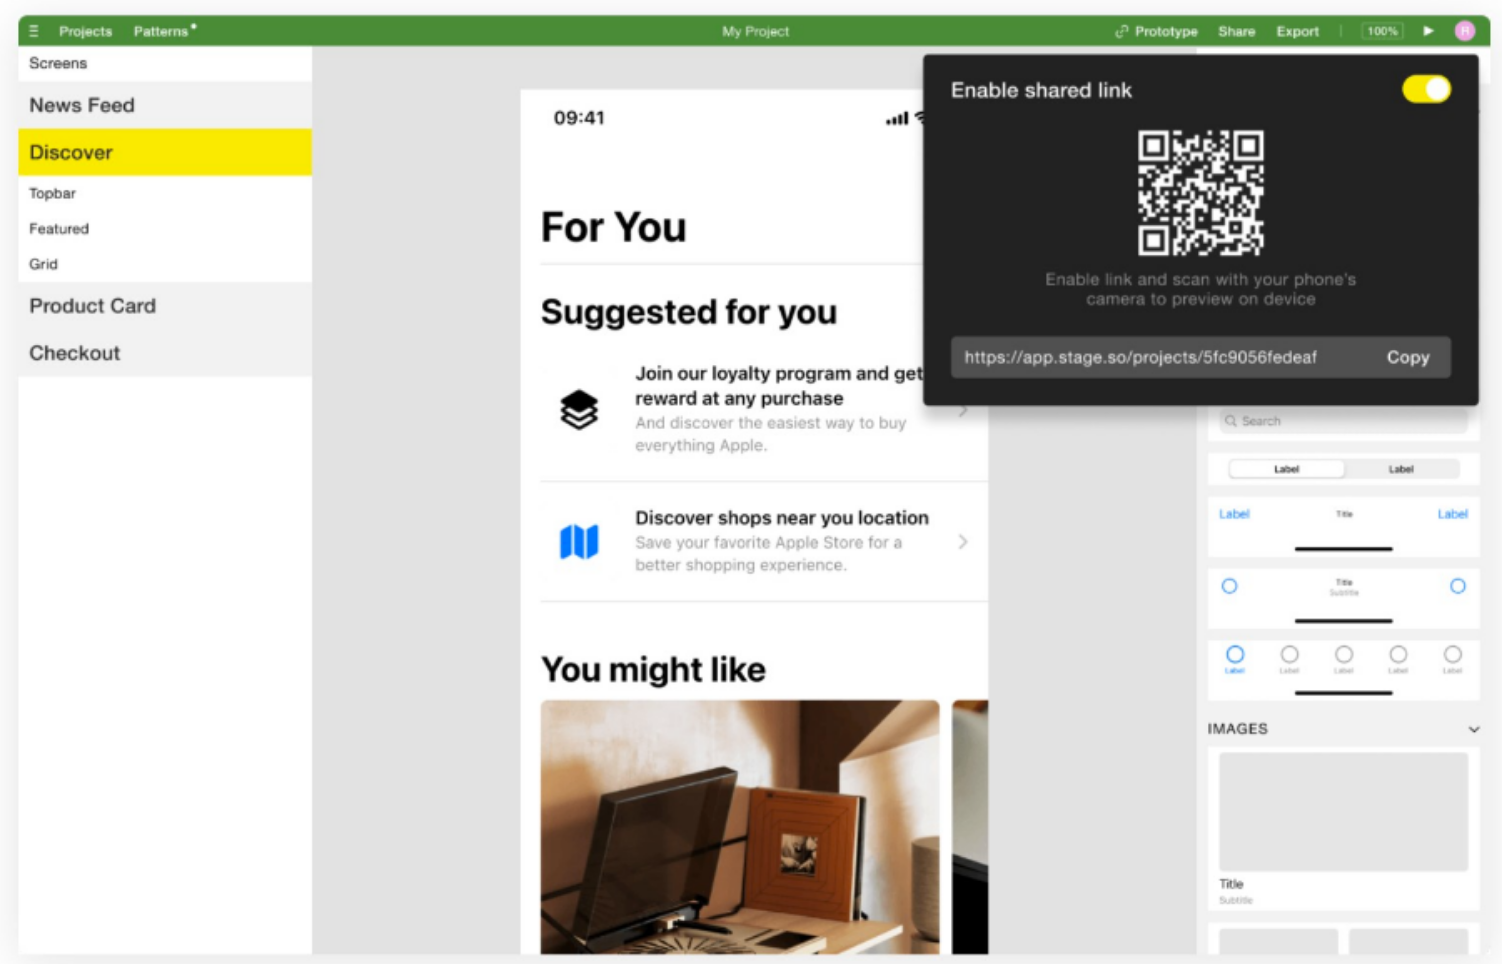 Projects Patterns My Project Prototype Share Export 100% R
Screens
News Feed
Discover
Topbar
Featured
Grid
Product Card
Checkout
09:41
For You
Suggested for you
Join our loyalty program and get
reward at any purchase
And discover the easiest way to buy
everything Apple.
Discover shops near you location
Save your favorite Apple Store for a
better shopping experience.
You might like
Enable shared link
Enable link and scan with your phone's
camera to preview on device
https://app.stage.so/projects/5fc9056fedeaf Copy
Search
Label Label
Label Title Label
Title
Subtitle
Label Label Label Label Label
IMAGES
Title
Subtitle